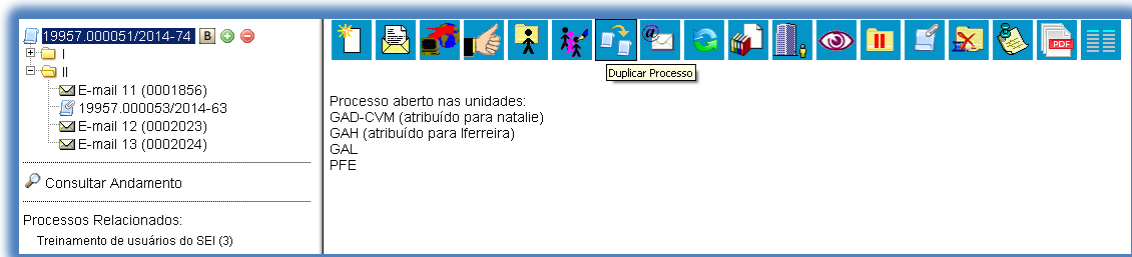 19957.000051/2014-74 B
I
II
E-mail 11 (0001856)
19957.000053/2014-63
E-mail 12 (0002023)
E-mail 13 (0002024)
Consultar Andamento
Processos Relacionados:
Treinamento de usuários do SEI (3)
PDF
Duplicar Processo
Processo aberto nas unidades:
GAD-CVM (atribuído para natalie)
GAH (atribuído para lferreira)
GAL
PFE